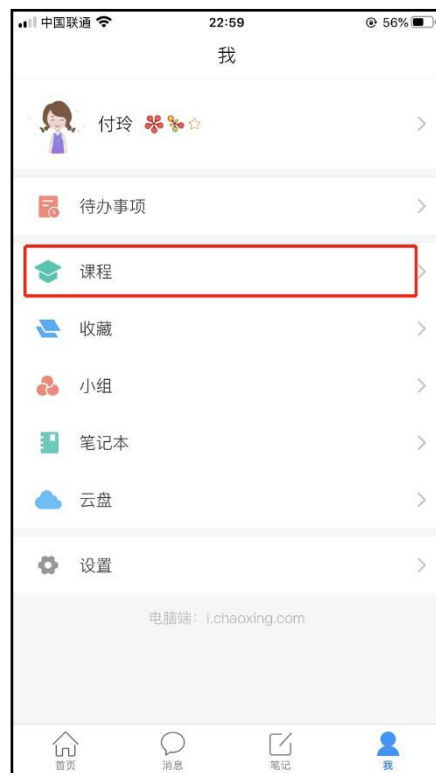 中国联通 22:59 56%
我
付玲
待办事项
课程
收藏
小组
笔记本
云盘
设置
电脑端：i.chaoxing.com
首页 消息 笔记 我